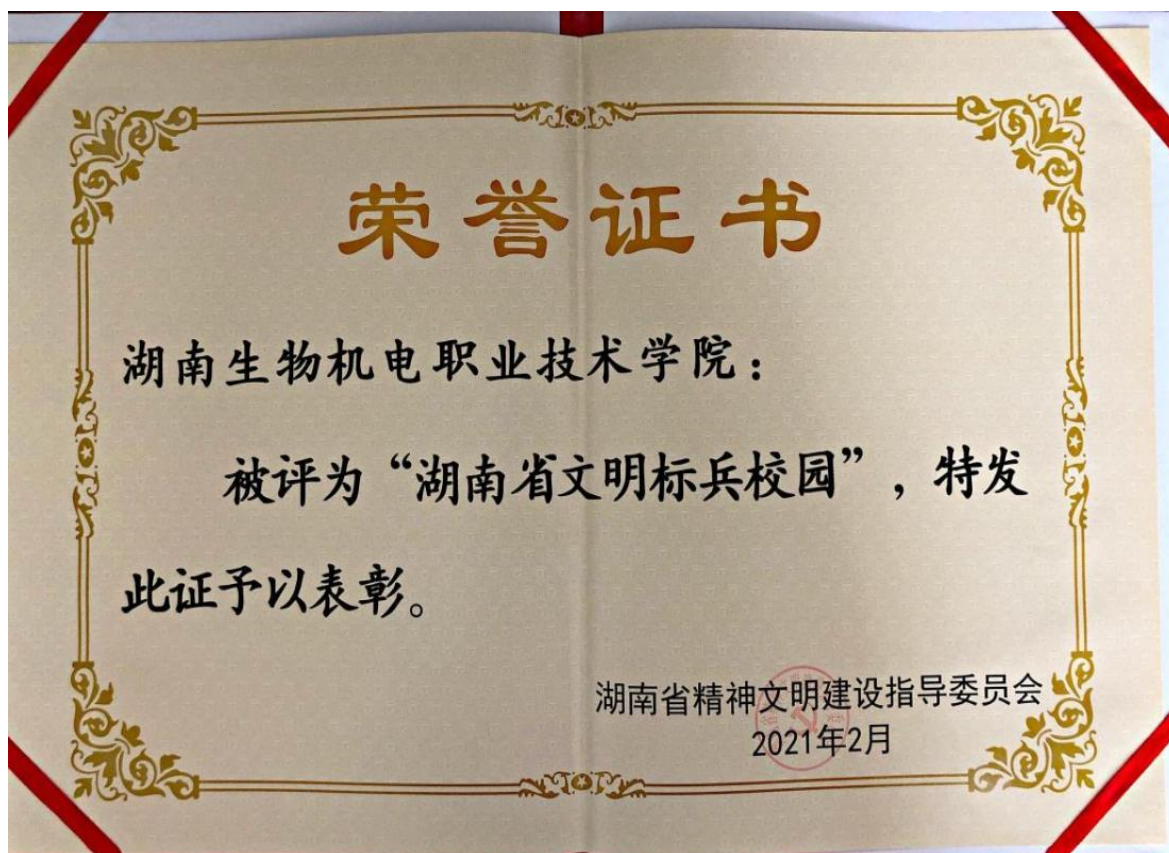 荣誉证书
湖南生物机电职业技术学院：
被评为“湖南省文明标兵校园”，特发
此证予以表彰。
湖南省精神文明建设指导委员会
2021年2月